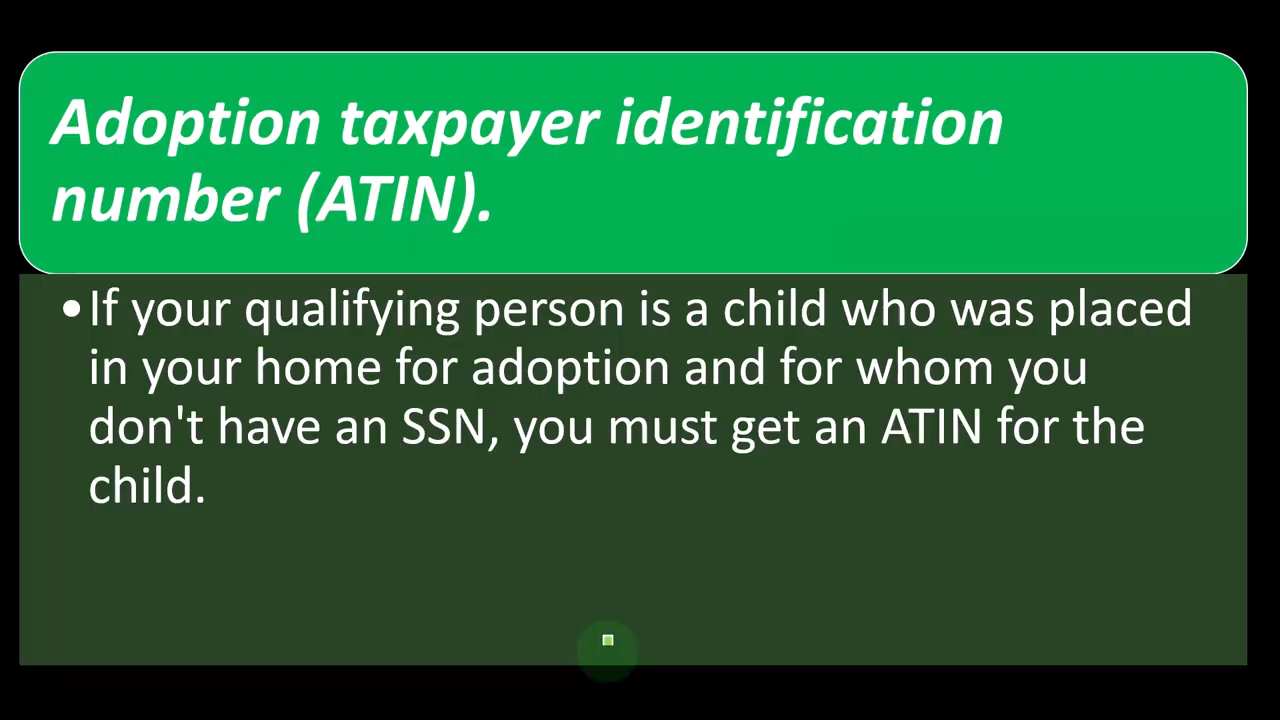 Adoption taxpayer identification
number (ATIN).
•If your qualifying person is a child who was placed
in your home for adoption and for whom you
don't have an SSN, you must get an ATIN for the
child.